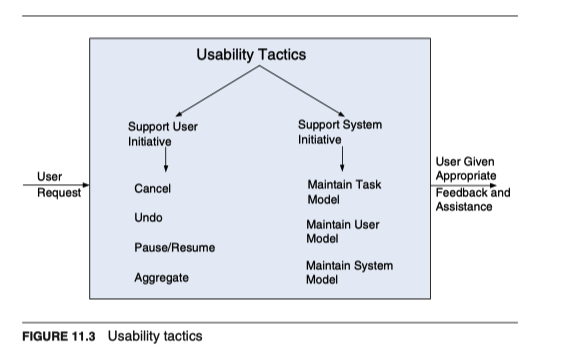 Usability Tactics
Support User
Initiative
Support System
Initiative
User
Request
Cancel
Undo
Pause/Resume
Aggregate
Maintain Task
Model
Maintain User
Model
Maintain System
Model
User Given
Appropriate
Feedback and
Assistance
FIGURE 11.3 Usability tactics